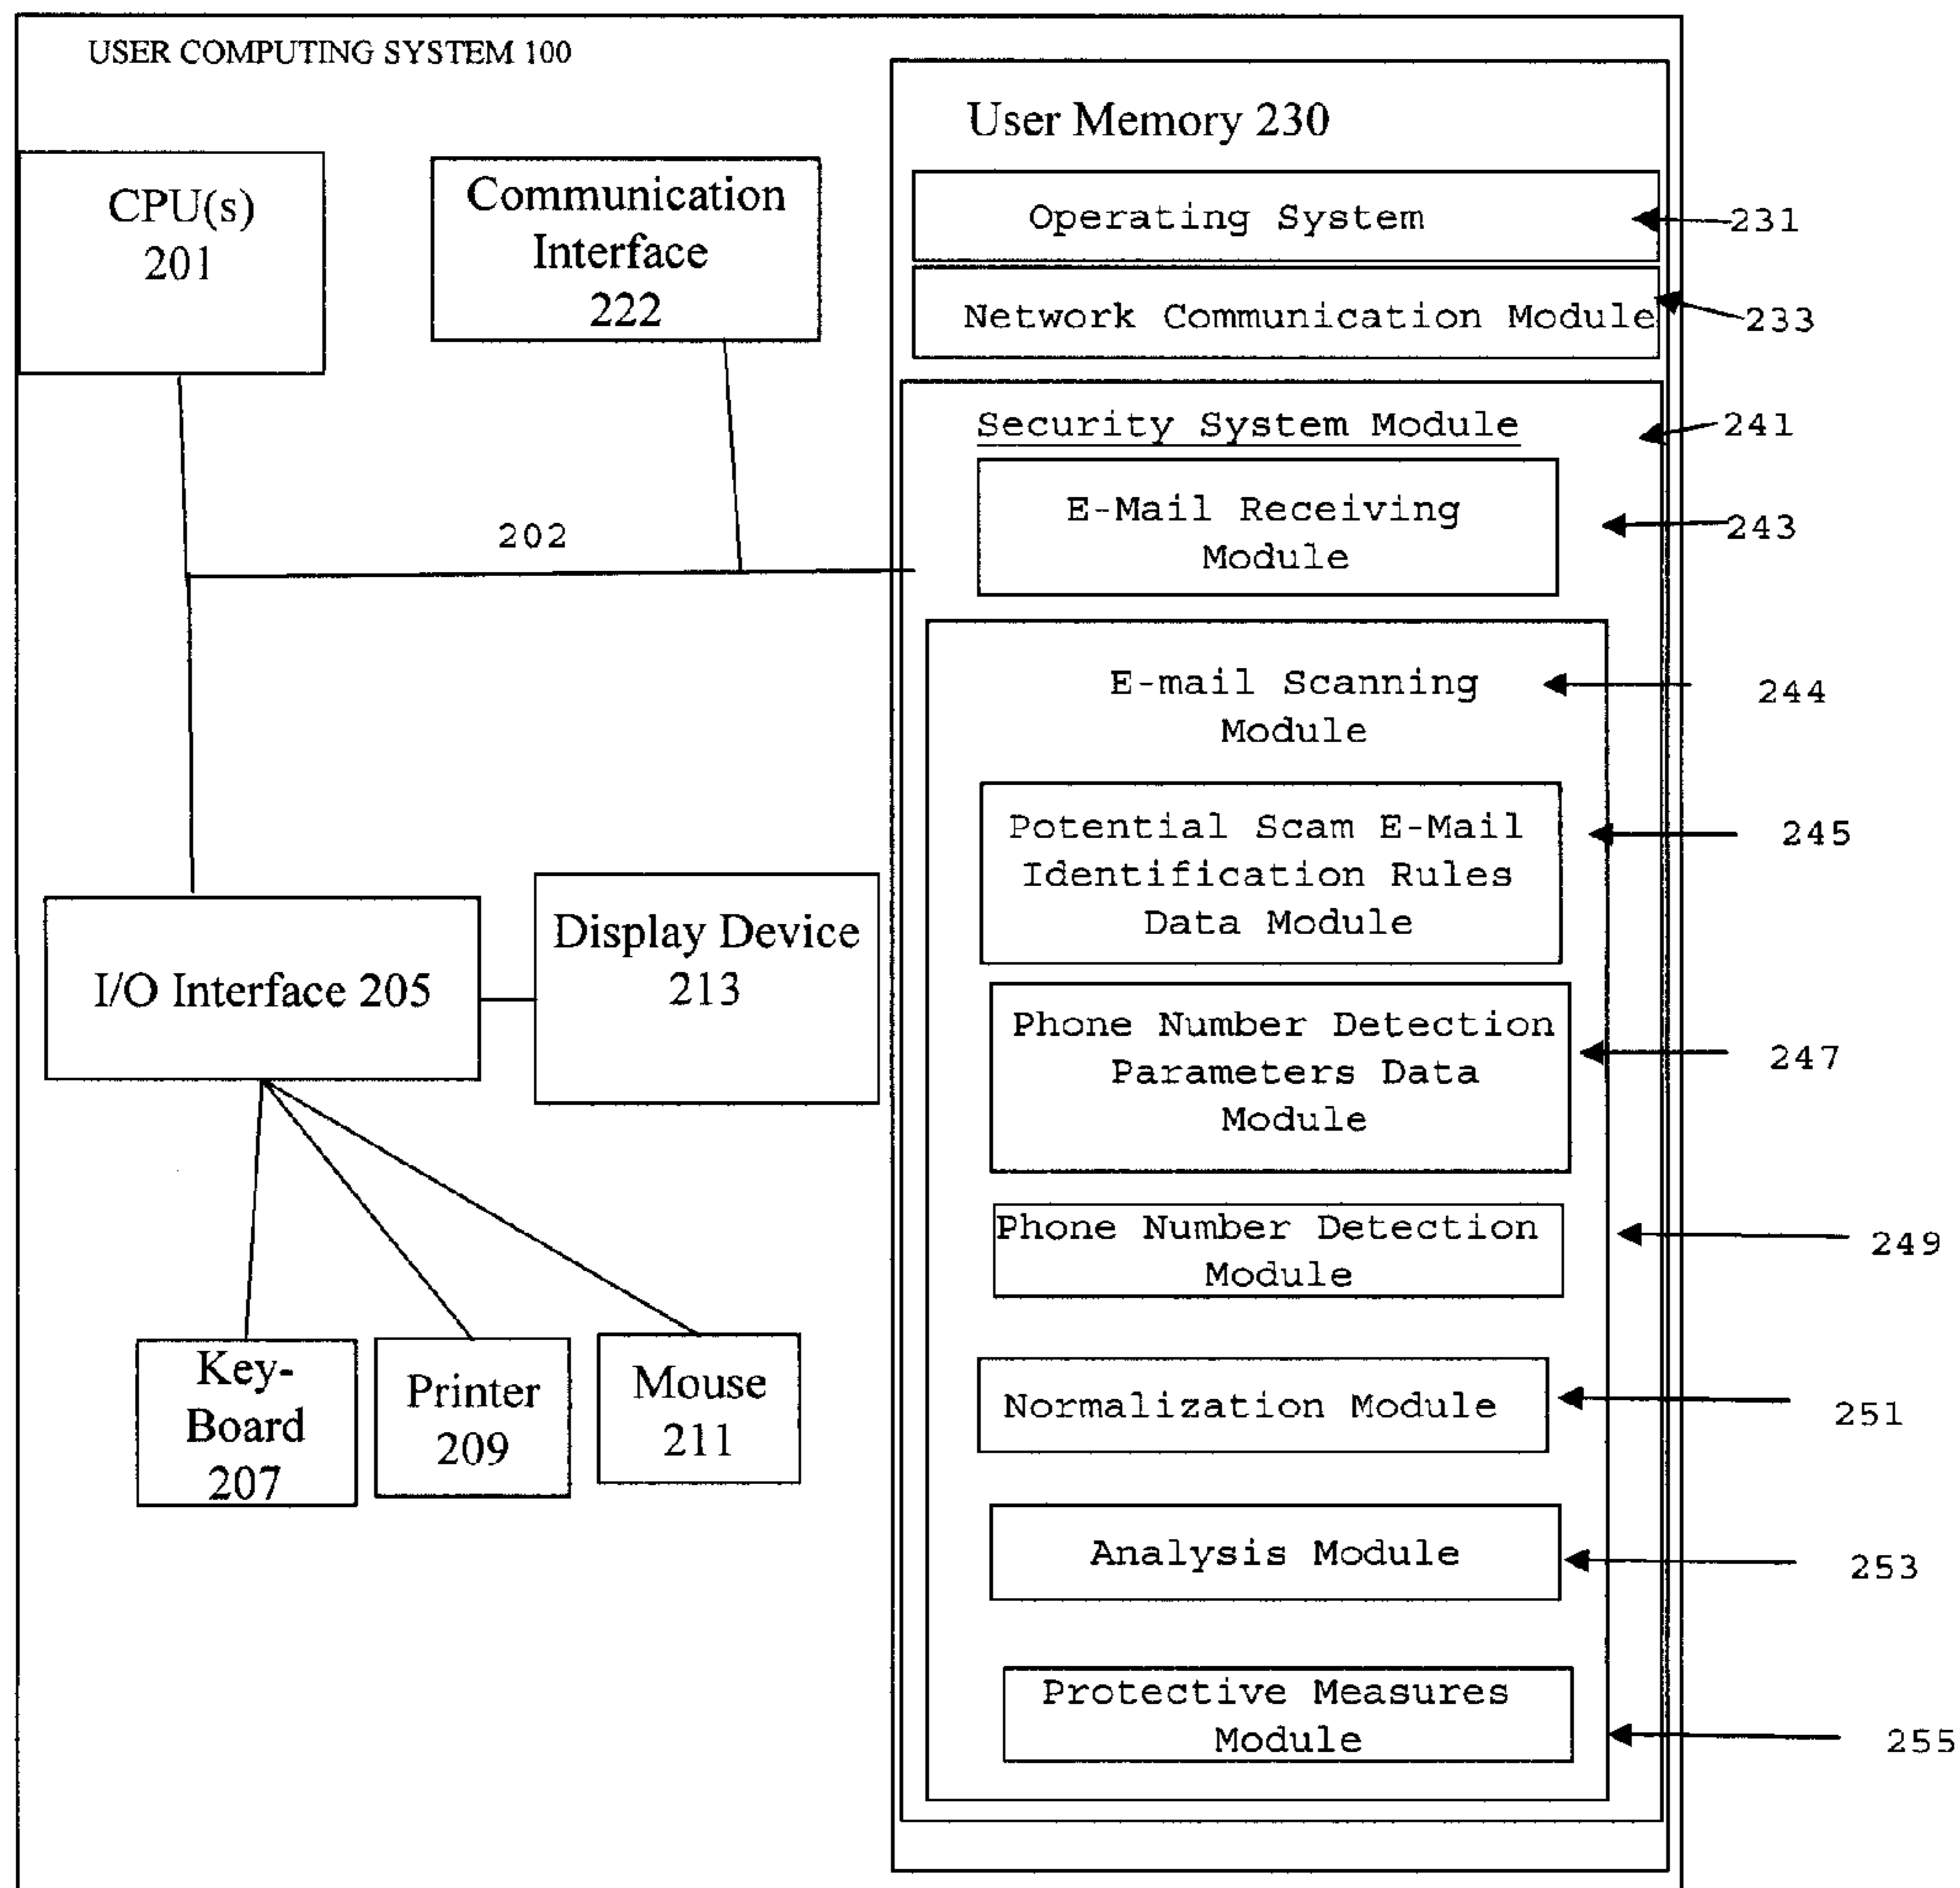 USER COMPUTING SYSTEM 100
CPU(s)
201
Communication
Interface
222
202
I/O Interface 205
Display Device
213
Key-
Board
207
Printer
209
Mouse
211
User Memory 230
Operating System
231
Network Communication Module
233
Security System Module
241
E-Mail Receiving
Module
243
E-mail Scanning
Module
244
Potential Scam E-Mail
Identification Rules
Data Module
245
Phone Number Detection
Parameters Data
Module
247
Phone Number Detection
Module
249
Normalization Module
251
Analysis Module
253
Protective Measures
Module
255